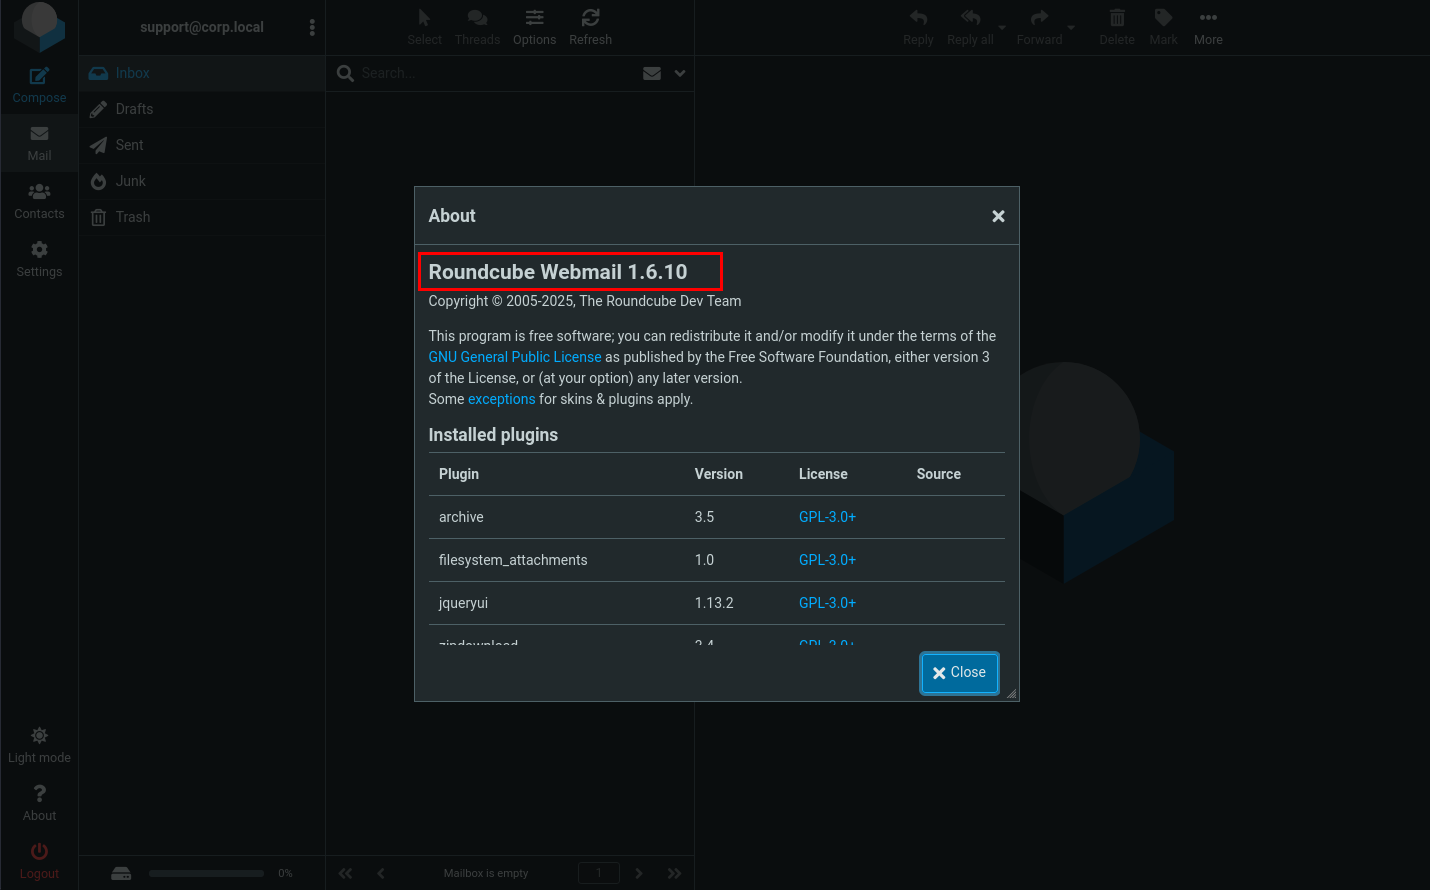 support@corp.local
Select
Threads
Options
Refresh
Reply
Reply all
Forward
Delete
Mark
More
Compose
Mail
Contacts
Settings
Light mode
About
Logout
Inbox
Drafts
Sent
Junk
Trash
0%
Search...
Mailbox is empty
1
About
Roundcube Webmail 1.6.10
Copyright © 2005-2025, The Roundcube Dev Team
This program is free software; you can redistribute it and/or modify it under the terms of the
GNU General Public License as published by the Free Software Foundation, either version 3
of the License, or (at your option) any later version.
Some exceptions for skins & plugins apply.
Installed plugins
Plugin Version License Source
archive 3.5 GPL-3.0+
filesystem_attachments 1.0 GPL-3.0+
jqueryui 1.13.2 GPL-3.0+
zipdownload 3.4 GPL-3.0+
Close